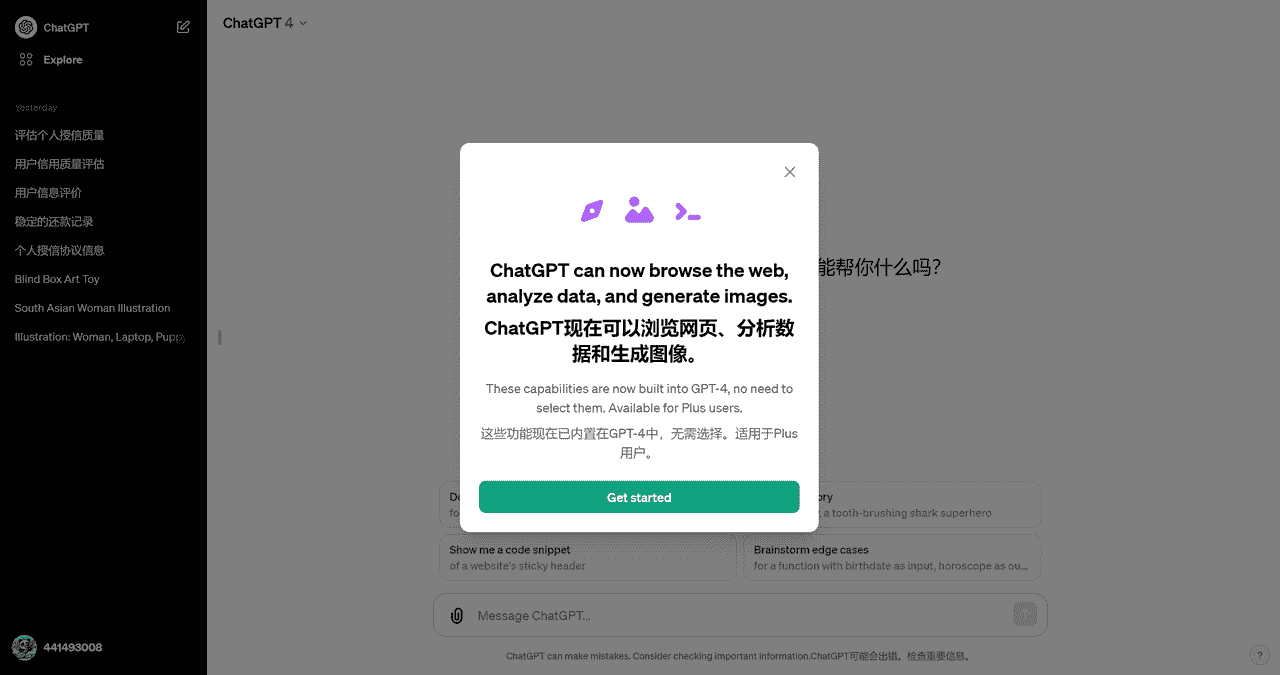 ChatGPT
Explore
Yesterday
评估个人授信质量
用户信用质量评估
用户信息评价
稳定的还款记录
个人授信协议信息
Blind Box Art Toy
South Asian Woman Illustration
Illustration: Woman, Laptop, Pupp
441493008
ChatGPT 4
能帮你什么吗？
ChatGPT can now browse the web,
analyze data, and generate images.
ChatGPT现在可以浏览网页、分析数
据和生成图像。
These capabilities are now built into GPT-4, no need to
select them. Available for Plus users.
这些功能现在已内置在GPT-4中，无需选择。适用于Plus
用户。
Get started
a tooth-brushing shark superhero
Show me a code snippet
of a website's sticky header
Brainstorm edge cases
for a function with birthdate as input, horoscope as ou...
Message ChatGPT...
ChatGPT can make mistakes. Consider checking important information.ChatGPT可能会出错。检查重要信息。
?